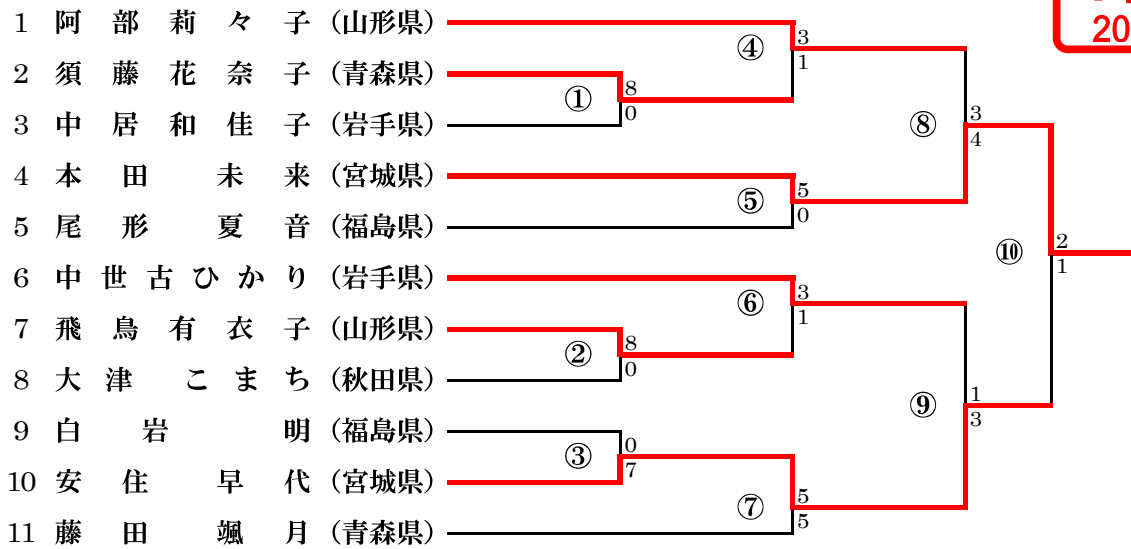 20
1 阿部莉々子 (山形県)
3
④
1
2 須藤花奈子 (青森県)
8
①
0
3 中居和佳子 (岩手県)
⑧
3
4
4 本田未来 (宮城県)
5
⑤
0
5 尾形夏音 (福島県)
2
⑩
1
6 中世古ひかり (岩手県)
3
⑥
1
7 飛鳥有衣子 (山形県)
8
②
0
8 大津こまち (秋田県)
1
⑨
3
9 白岩明 (福島県)
0
③
7
10 安住早代 (宮城県)
5
⑦
5
11 藤田颯月 (青森県)